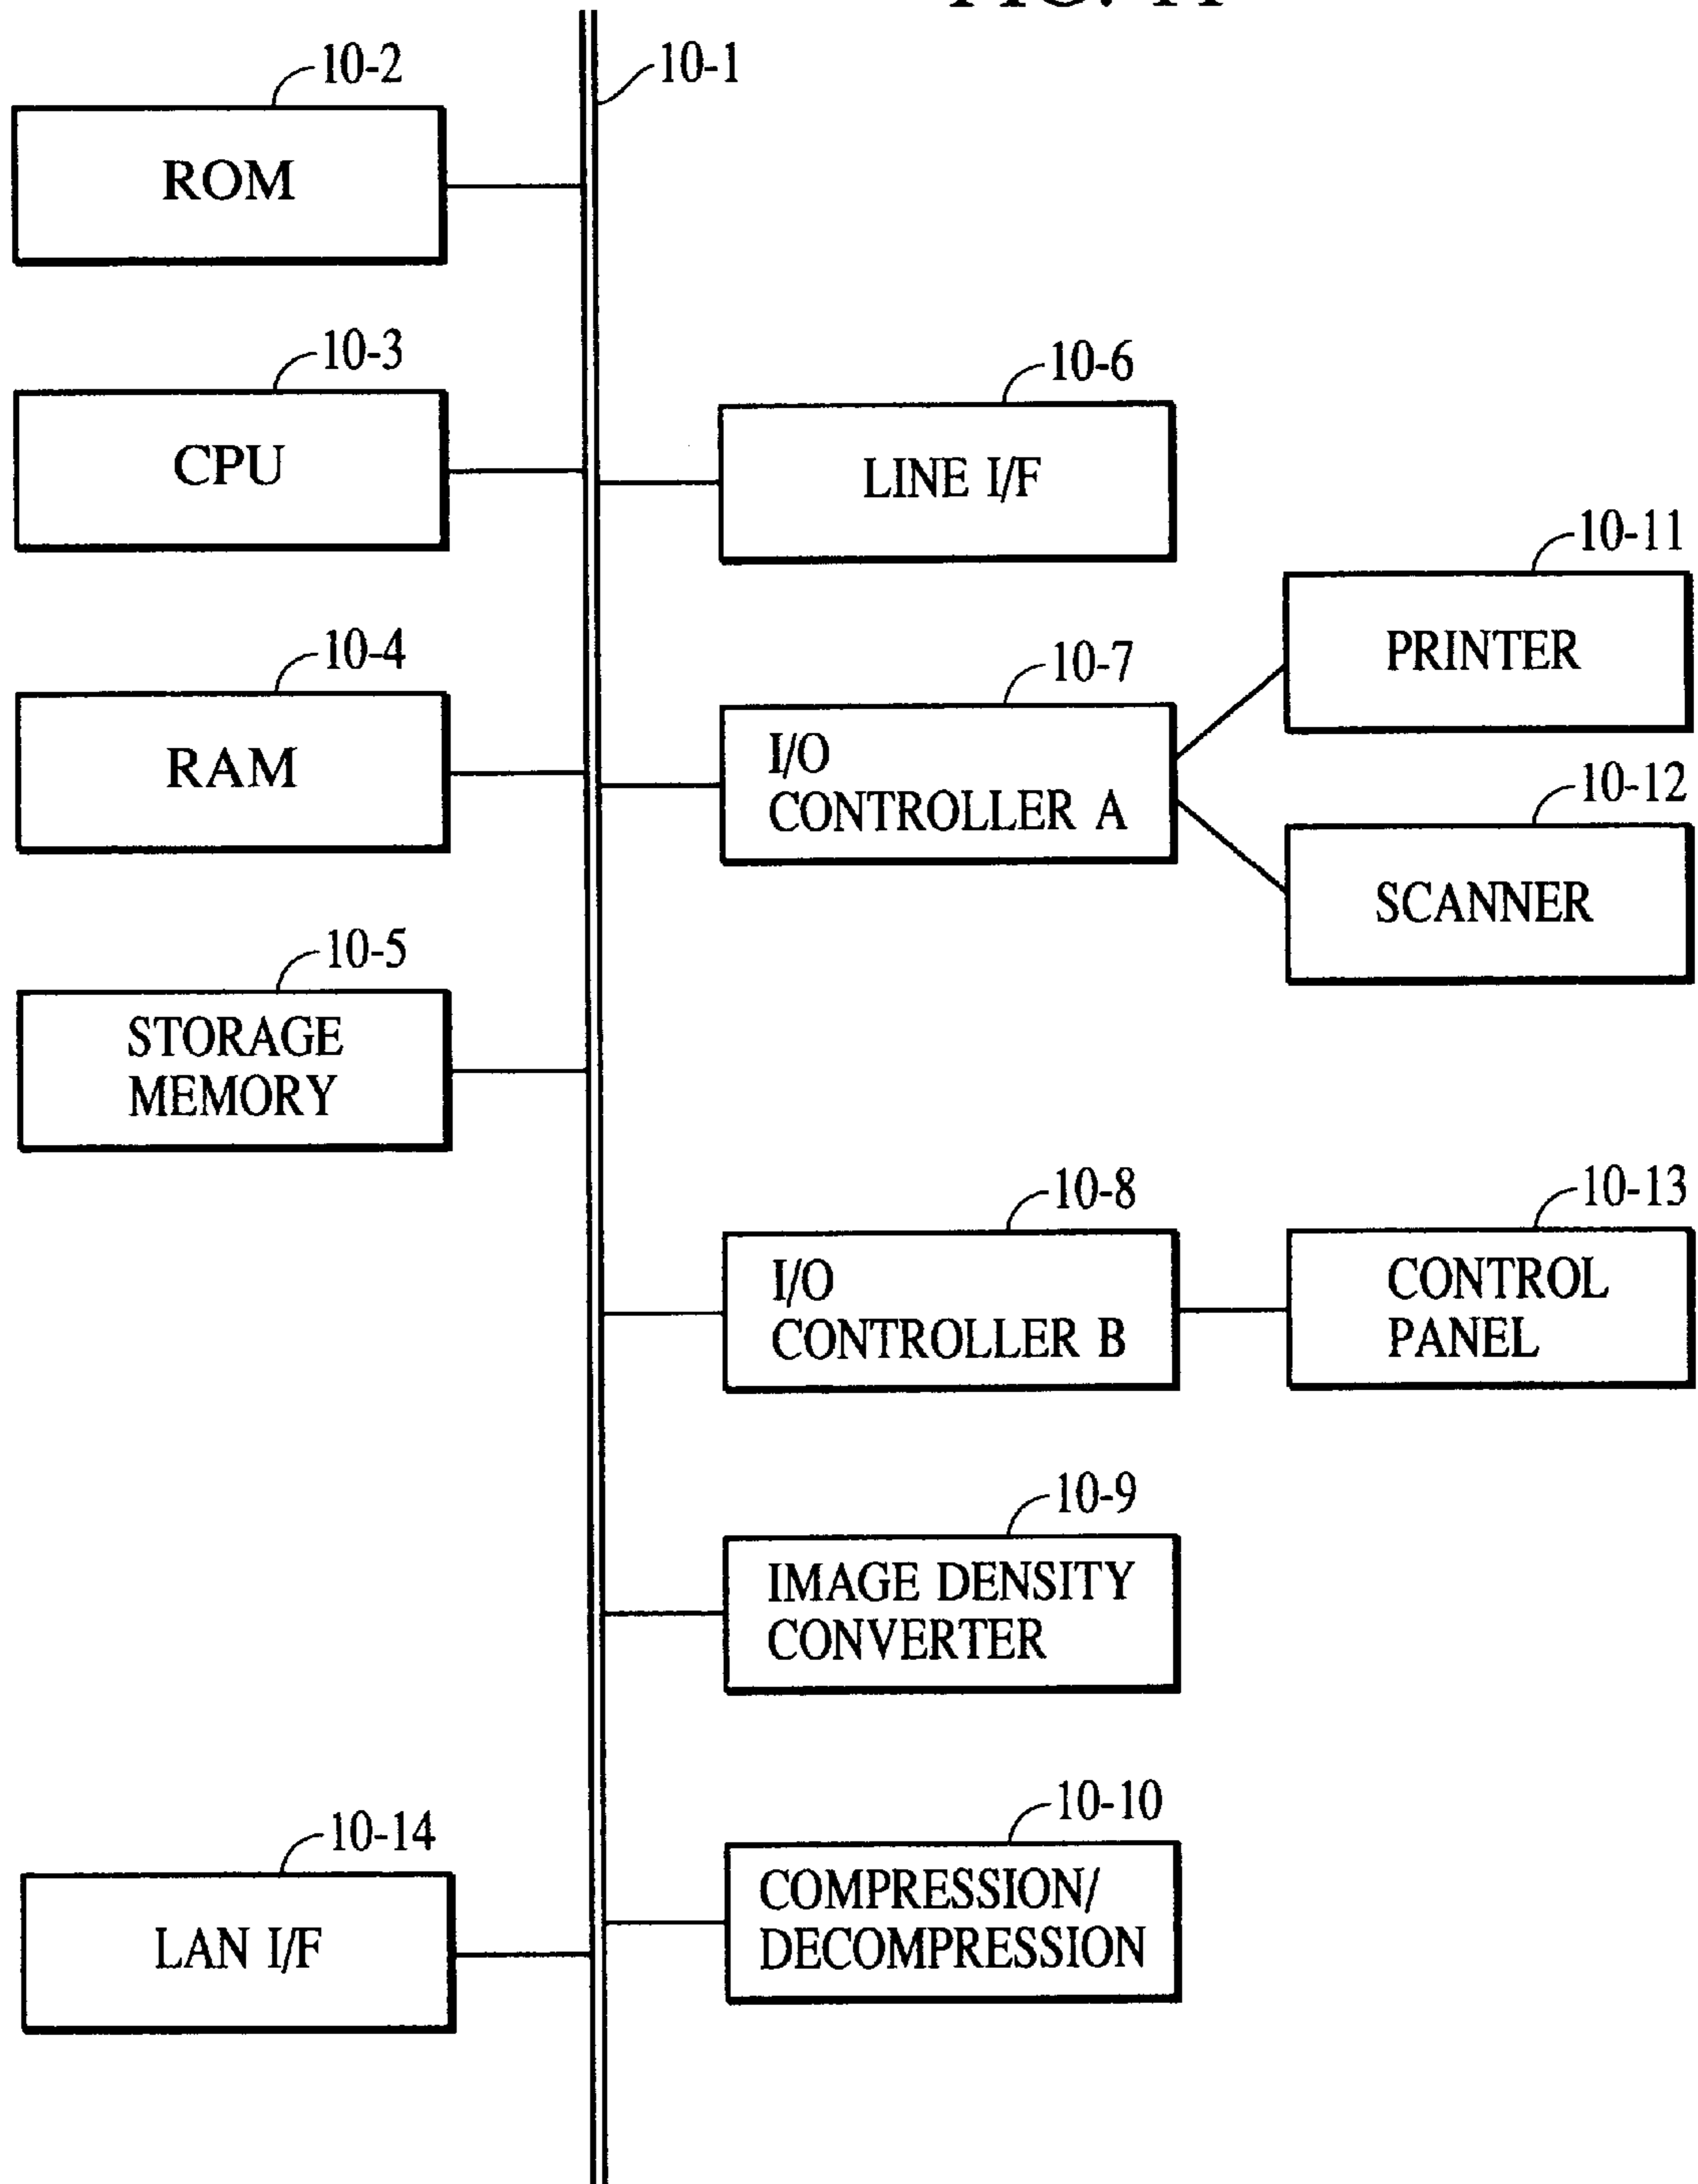 10-1
10-2
ROM
10-3
CPU
10-6
LINE I/F
10-11
PRINTER
10-4
RAM
10-7
I/O
CONTROLLER A
10-12
SCANNER
10-5
STORAGE
MEMORY
10-8
I/O
CONTROLLER B
10-13
CONTROL
PANEL
10-9
IMAGE DENSITY
CONVERTER
10-10
COMPRESSION/
DECOMPRESSION
10-14
LAN I/F